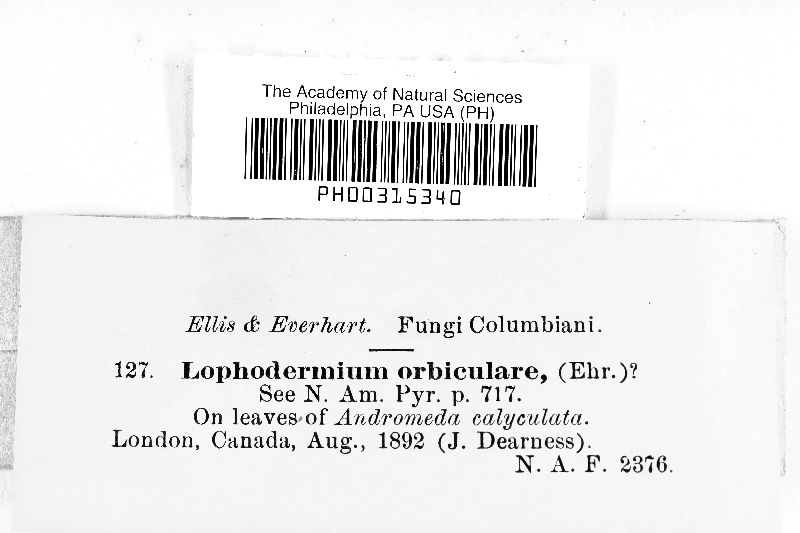 The Academy of Natural Sciences
Philadelphia, PA USA (PH)
PH00315340
Ellis & Everhart. Fungi Columbiani.
127. Lophodermium orbiculare, (Ehr.)?
See N. Am. Pyr. p. 717.
On leaves of Andromeda calyculata.
London, Canada, Aug., 1892 (J. Dearness).
N. A. F. 2376.